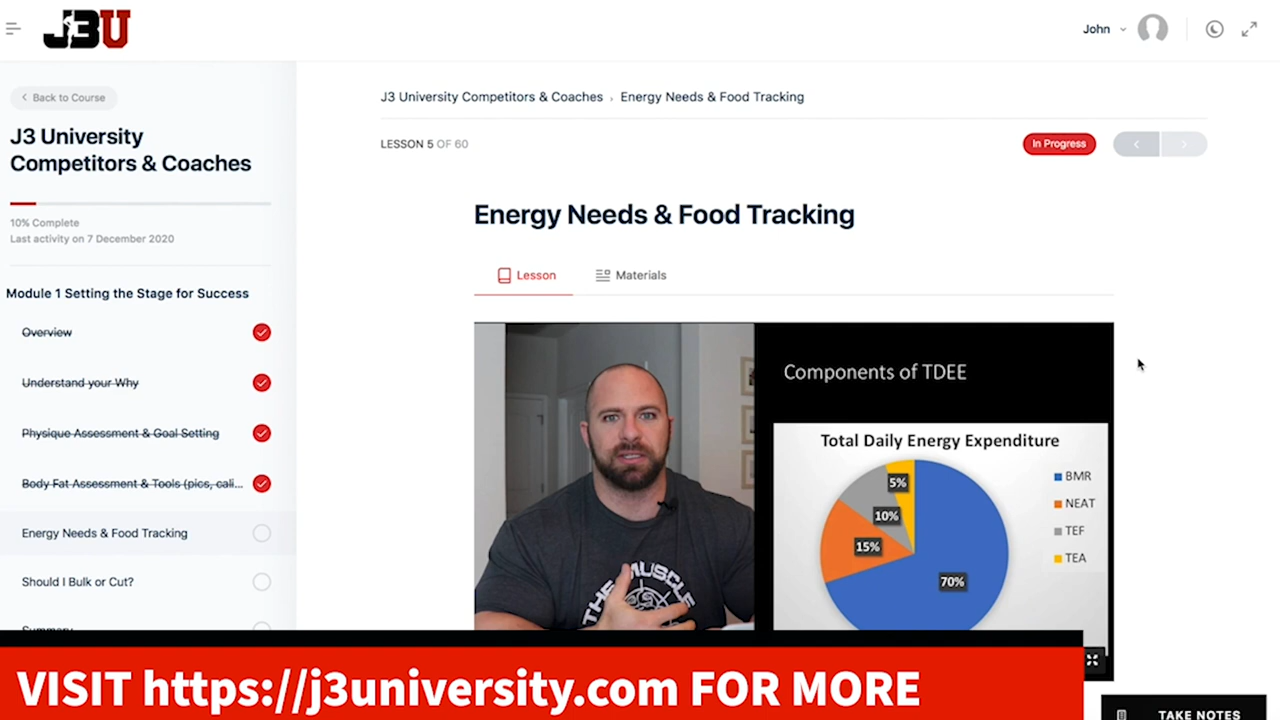 J3U
John
Back to Course
J3 University
Competitors & Coaches
10% Complete
Last activity on 7 December 2020
Module 1 Setting the Stage for Success
Overview
Understand your Why
Physique Assessment & Goal Setting
Body Fat Assessment & Tools (pics, cali...
Energy Needs & Food Tracking
Should I Bulk or Cut?
Summary
J3 University Competitors & Coaches › Energy Needs & Food Tracking
LESSON 5 OF 60
In Progress
Energy Needs & Food Tracking
Lesson
Materials
THE MUSCLE
Components of TDEE
Total Daily Energy Expenditure
5%
10%
15%
70%
BMR
NEAT
TEF
TEA
VISIT https://j3university.com FOR MORE
TAKE NOTES